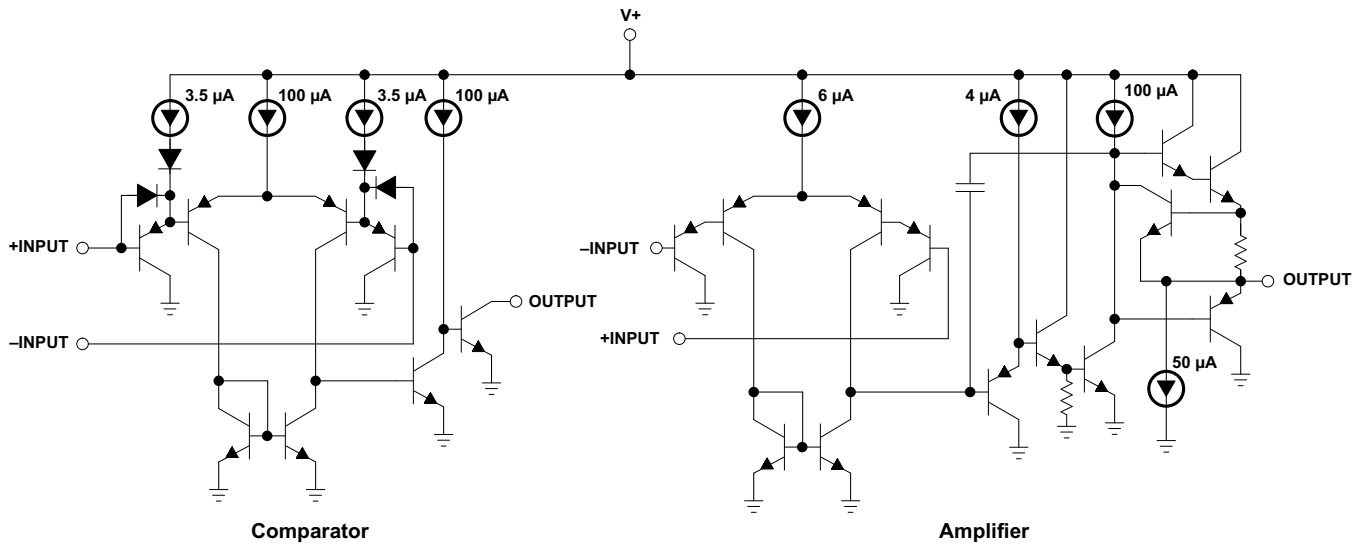 V+
3.5 µA
100 µA
3.5 µA
100 µA
6 µA
4 µA
100 µA
+INPUT
–INPUT
OUTPUT
–INPUT
+INPUT
OUTPUT
50 µA
Comparator
Amplifier